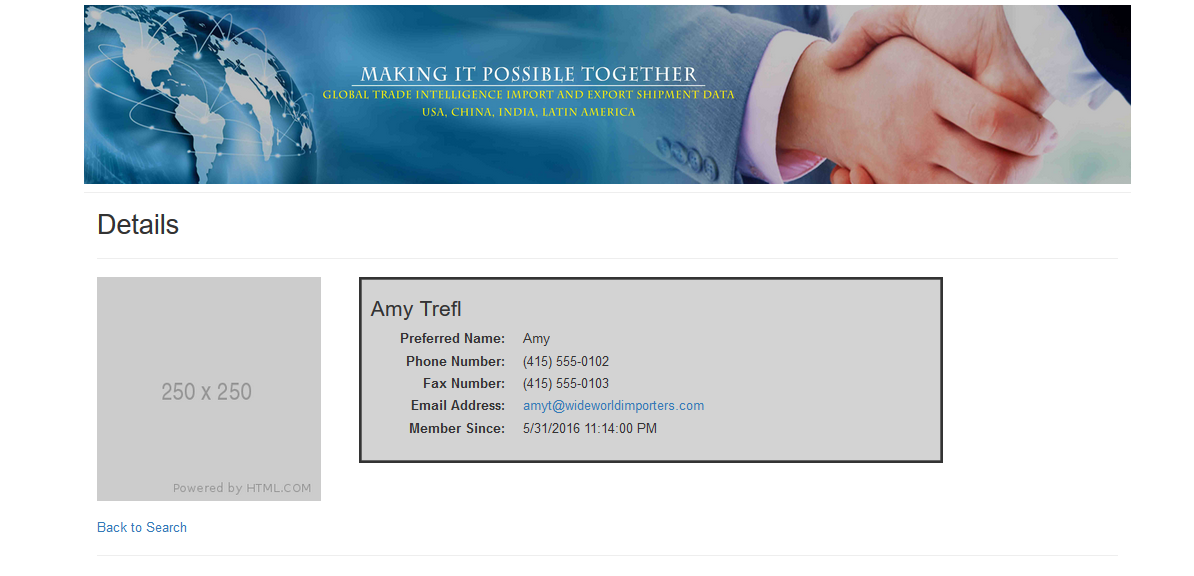 MAKING IT POSSIBLE TOGETHER
GLOBAL TRADE INTELLIGENCE IMPORT AND EXPORT SHIPMENT DATA
USA, CHINA, INDIA, LATIN AMERICA
Details
250 x 250
Powered by HTML.COM
Amy Trefl
Preferred Name: Amy
Phone Number: (415) 555-0102
Fax Number: (415) 555-0103
Email Address: amyt@wideworldimporters.com
Member Since: 5/31/2016 11:14:00 PM
Back to Search